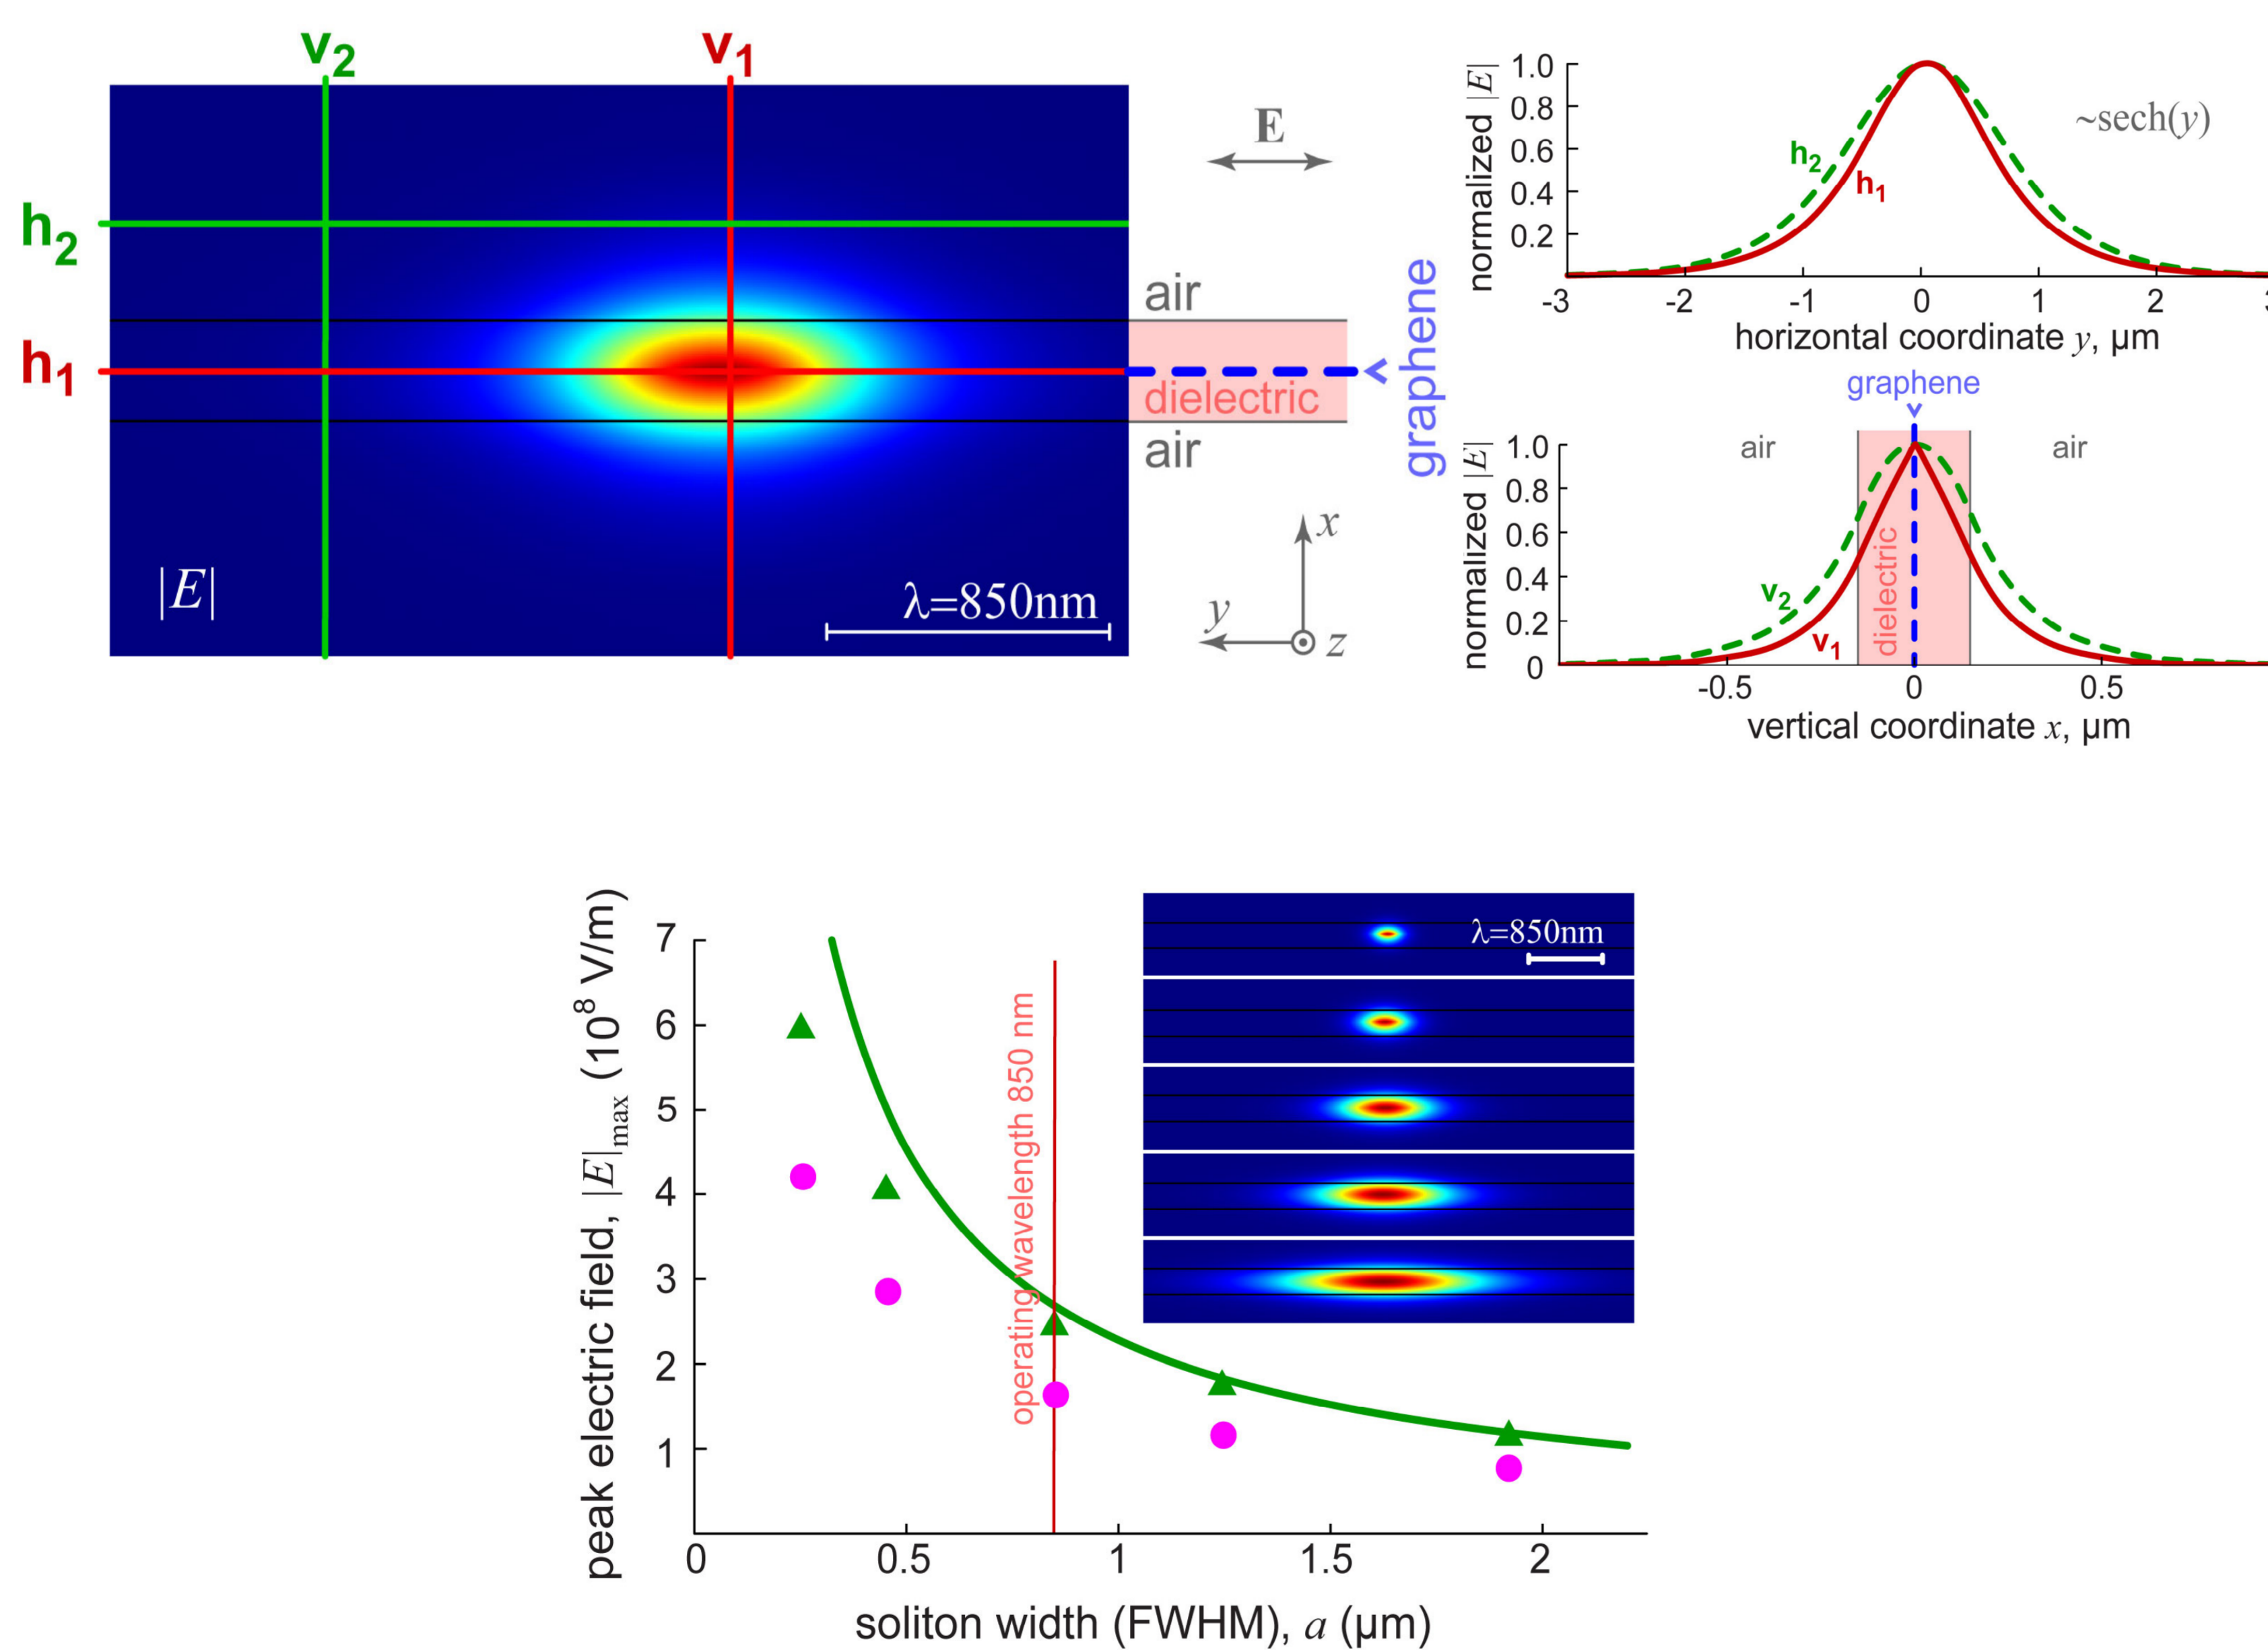 v2
v1
h2
h1
|E|
λ=850nm
E
air
dielectric
air
graphene
x
y
z
normalized |E|
1.0
0.8
0.6
0.4
0.2
~sech(y)
h2
h1
-3
-2
-1
0
1
2
horizontal coordinate y, µm
graphene
air
air
normalized |E|
1.0
0.8
0.6
0.4
0.2
0
v2
v1
dielectric
-0.5
0
0.5
vertical coordinate x, µm
peak electric field, |E|max (10⁸ V/m)
7
6
5
4
3
2
1
operating wavelength 850 nm
λ=850nm
0
0.5
1
1.5
2
soliton width (FWHM), a (µm)